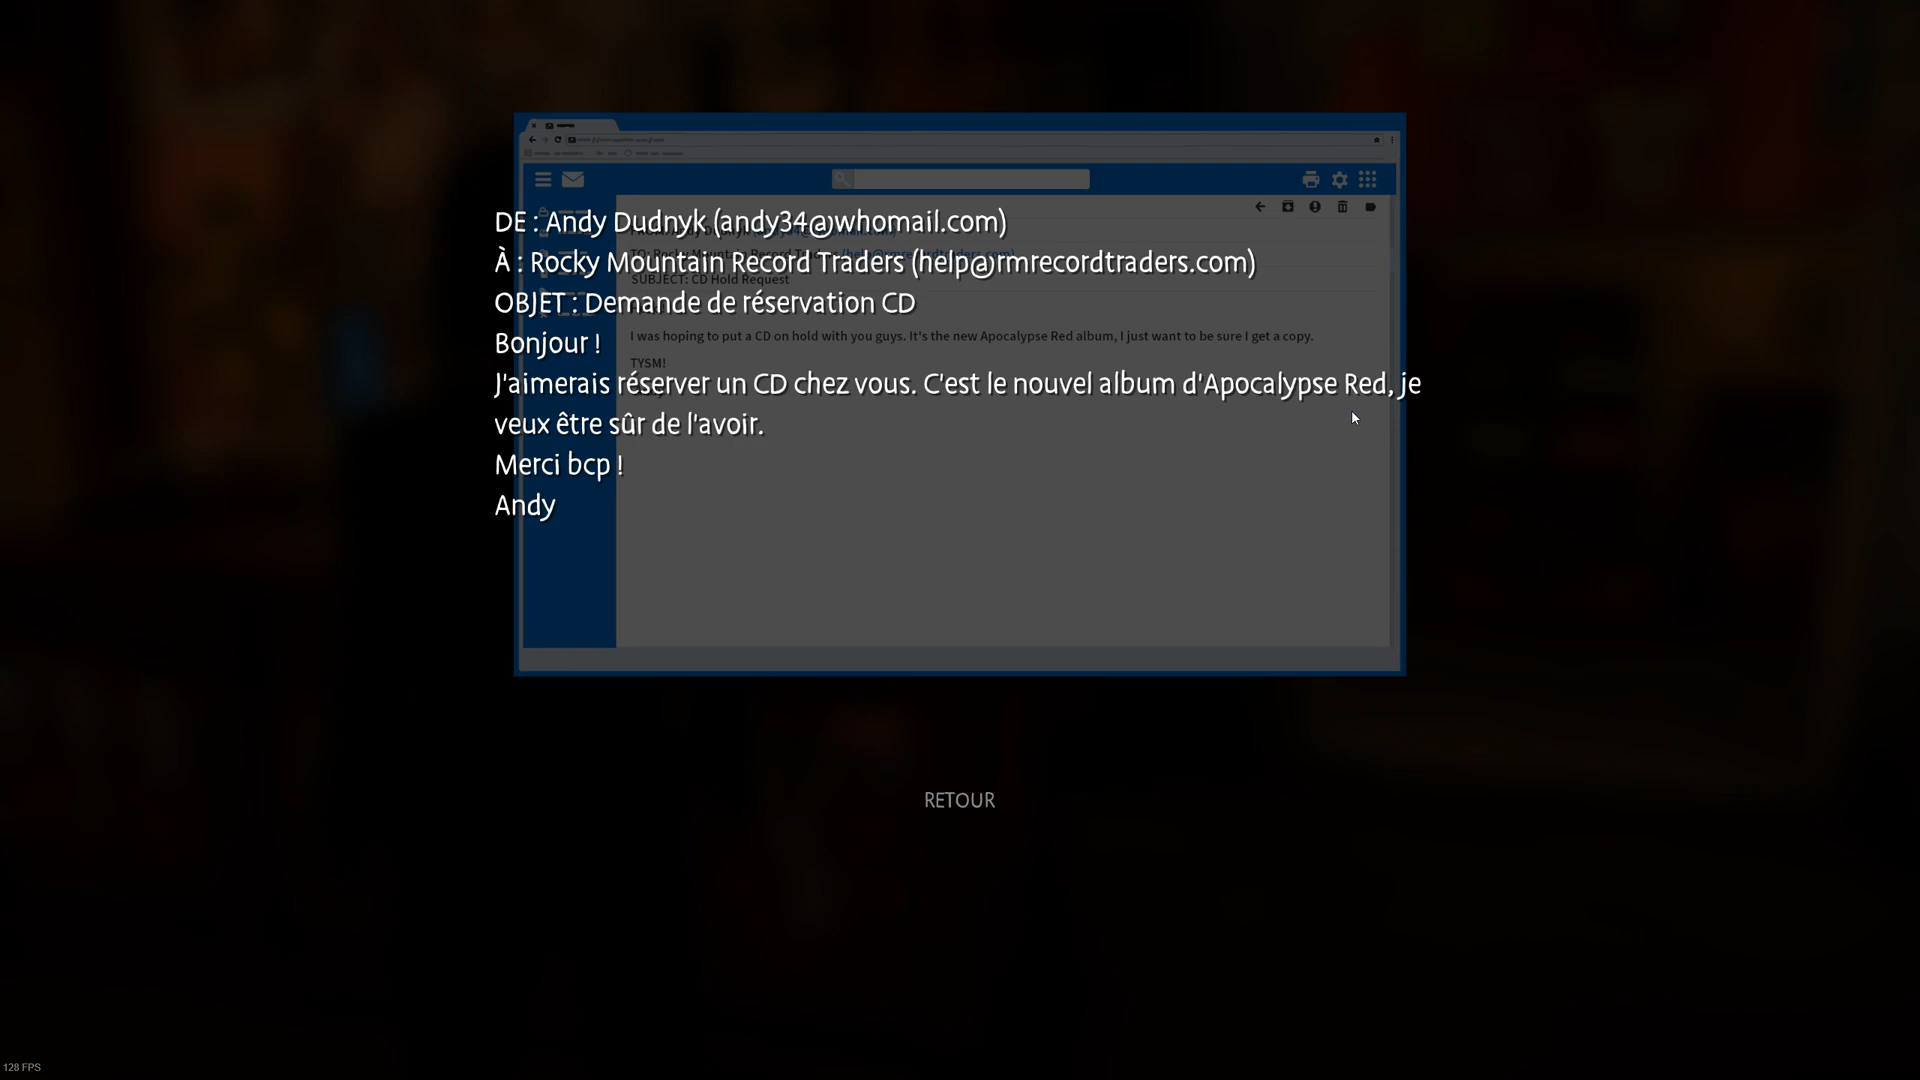 DE : Andy Dudnyk (andy34@whomail.com)
À : Rocky Mountain Record Traders (help@rmrecordtraders.com)
SUBJECT: CD Hold Request
OBJET : Demande de réservation CD
I was hoping to put a CD on hold with you guys. It's the new Apocalypse Red album, I just want to be sure I get a copy.
Bonjour !
TYSM!
J'aimerais réserver un CD chez vous. C'est le nouvel album d'Apocalypse Red, je
veux être sûr de l'avoir.
Merci bcp !
Andy
RETOUR
128 FPS